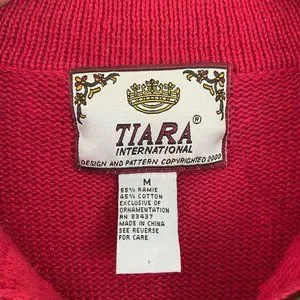 TIARA®
INTERNATIONAL
DESIGN AND PATTERN COPYRIGHTED 2000
M
55% RAMIE
45% COTTON
EXCLUSIVE OF
ORNAMENTATION
RN 83437
MADE IN CHINA
SEE REVERSE
FOR CARE